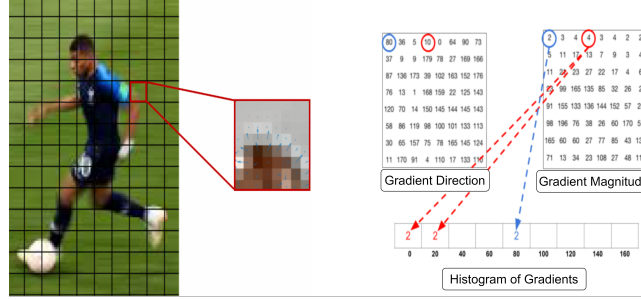 80 36 5 10 0 64 90 73
37 9 9 179 78 27 169 166
87 136 173 39 102 163 152 176
76 13 1 168 159 22 125 143
120 70 14 150 145 144 145 143
58 86 119 98 100 101 133 113
30 65 157 75 78 165 145 124
11 170 91 4 110 17 133 110
Gradient Direction
2 3 4 4 3 4 2 2
5 11 17 13 7 9 3 4
11 21 23 27 22 17 4 6
23 99 165 135 85 32 26 2
91 155 133 136 144 152 57 2
98 196 76 38 26 60 170 5
165 60 60 27 77 85 43 13
71 13 34 23 108 27 48 11
Gradient Magnitud
2 2 2
0 20 40 60 80 100 120 140 160
Histogram of Gradients